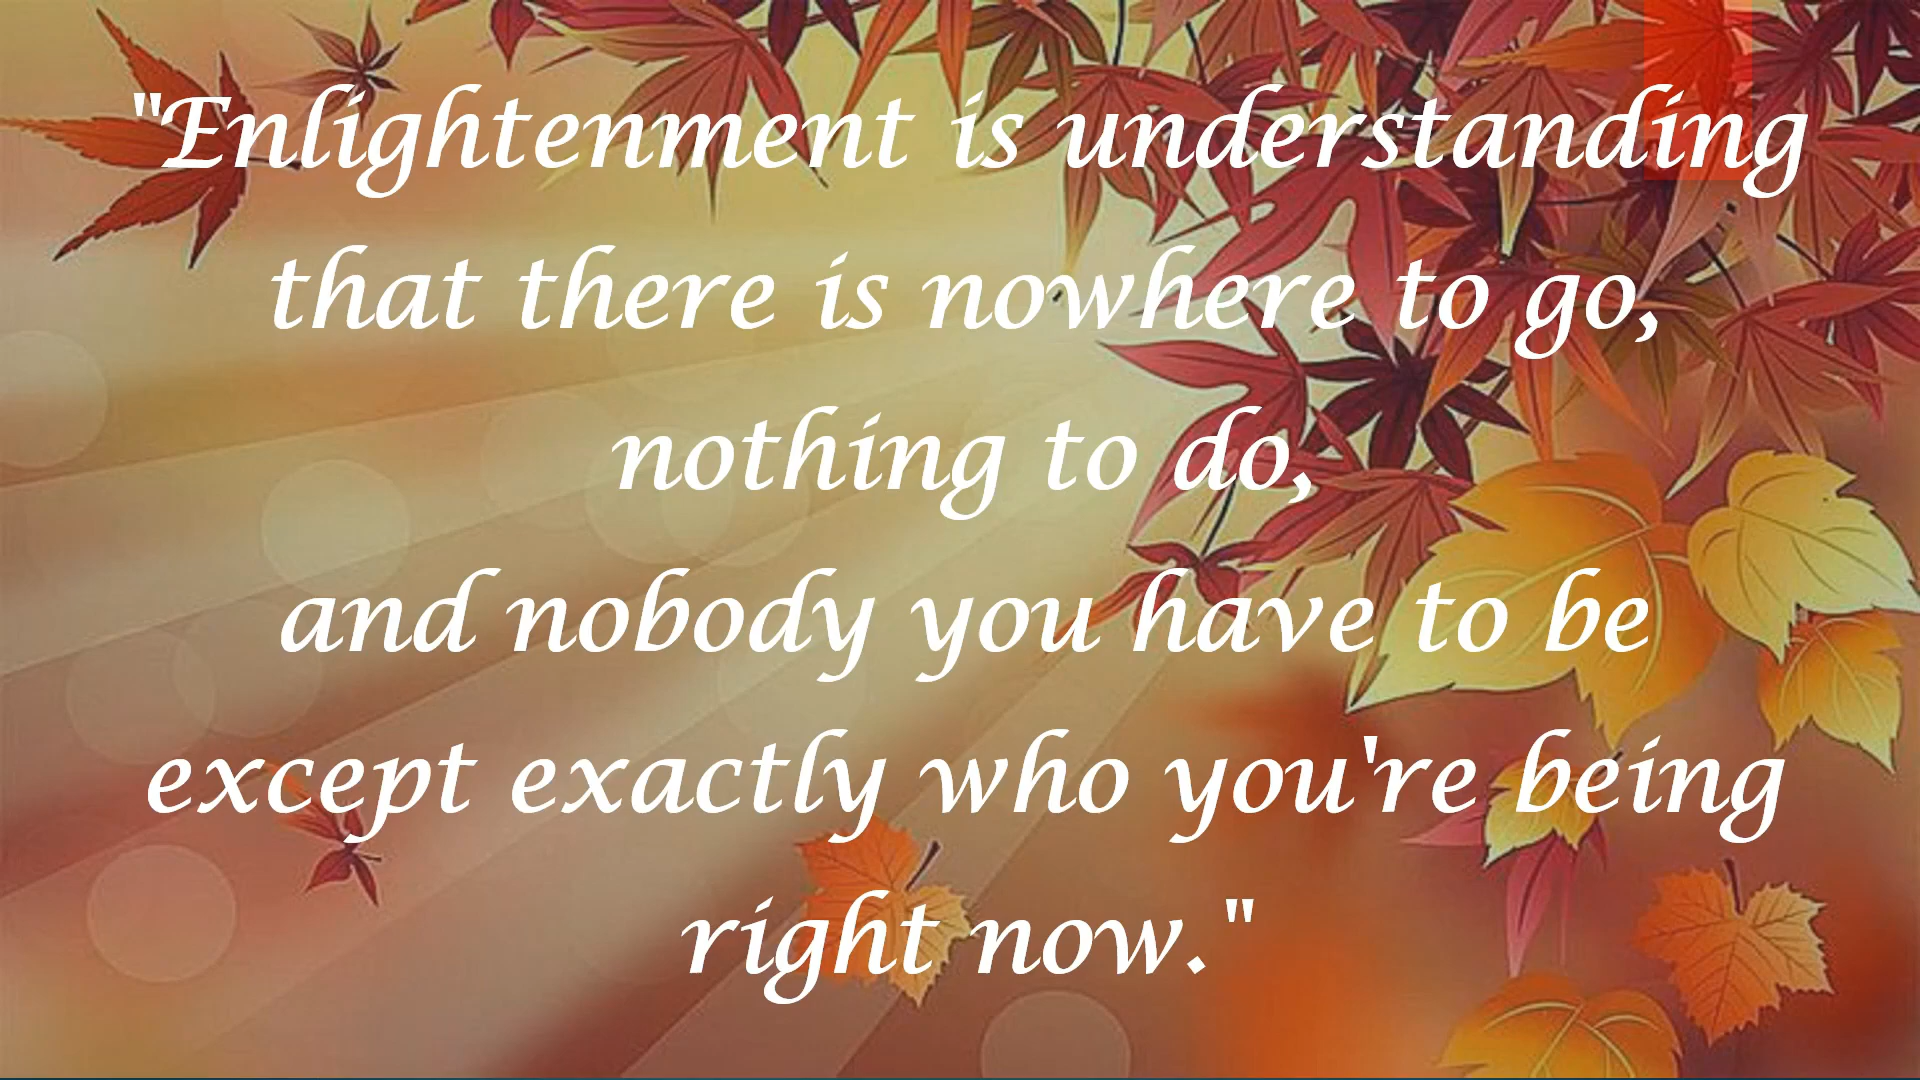 "Enlightenment is understanding
that there is nowhere to go,
nothing to do,
and nobody you have to be
except exactly who you're being
right now."